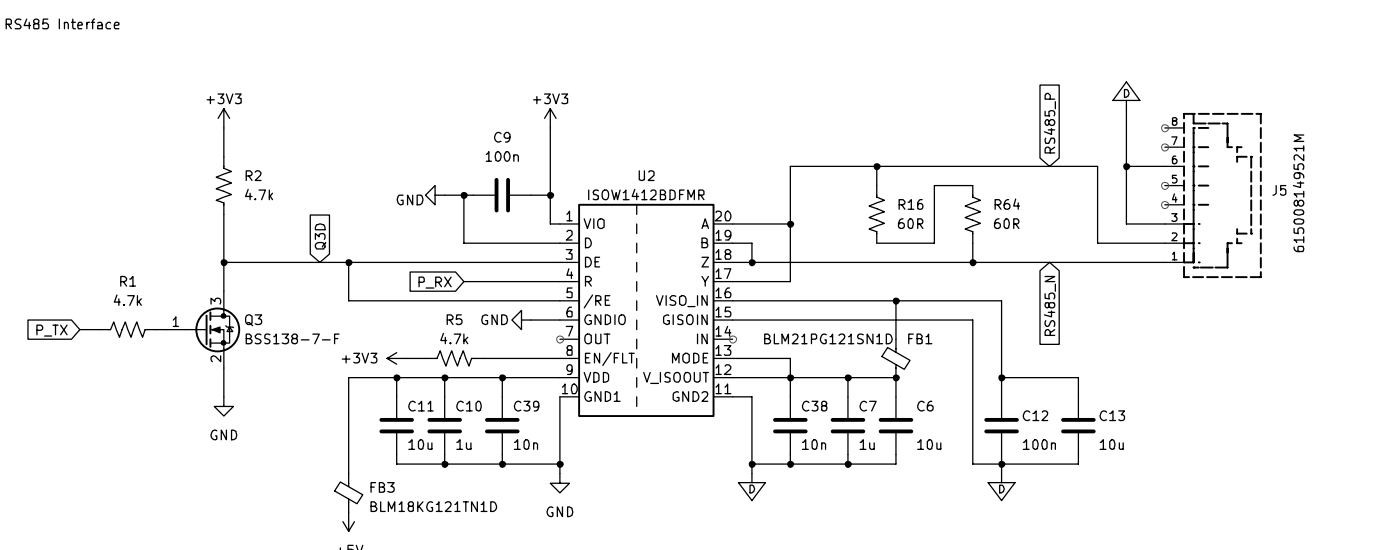 RS485 Interface
+3V3
R2
4.7k
Q3D
R1
4.7k
P_TX
1
3
2
Q3
BSS138-7-F
GND
+3V3
C9
100n
GND
P_RX
GND
R5
4.7k
+3V3
U2
ISOW1412BDFMR
1 VIO
2 D
3 DE
4 R
5 /RE
6 GNDIO
7 OUT
8 EN/FLT
9 VDD
10 GND1
A 20
B 19
Z 18
Y 17
VISO_IN 16
GISOIN 15
IN 14
MODE 13
V_ISOOUT 12
GND2 11
C11
10u
C10
1u
C39
10n
FB3
BLM18KG121TN1D
GND
BLM21PG121SN1D FB1
C38
10n
C7
1u
C6
10u
C12
100n
C13
10u
D
D
R16
60R
R64
60R
RS485_P
RS485_N
D
8
7
6
5
4
3
2
1
J5
615008149521M